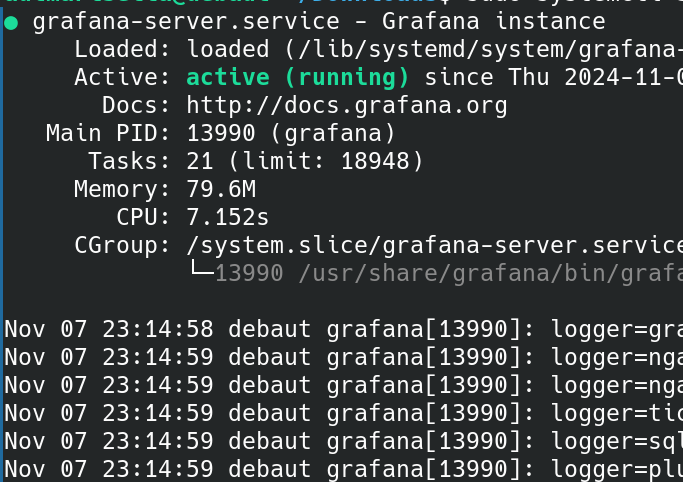 ● grafana-server.service - Grafana instance
Loaded: loaded (/lib/systemd/system/grafana-
Active: active (running) since Thu 2024-11-0
Docs: http://docs.grafana.org
Main PID: 13990 (grafana)
Tasks: 21 (limit: 18948)
Memory: 79.6M
CPU: 7.152s
CGroup: /system.slice/grafana-server.service
└─13990 /usr/share/grafana/bin/grafa
Nov 07 23:14:58 debaut grafana[13990]: logger=gra
Nov 07 23:14:59 debaut grafana[13990]: logger=nga
Nov 07 23:14:59 debaut grafana[13990]: logger=nga
Nov 07 23:14:59 debaut grafana[13990]: logger=tic
Nov 07 23:14:59 debaut grafana[13990]: logger=sql
Nov 07 23:14:59 debaut grafana[13990]: logger=plu